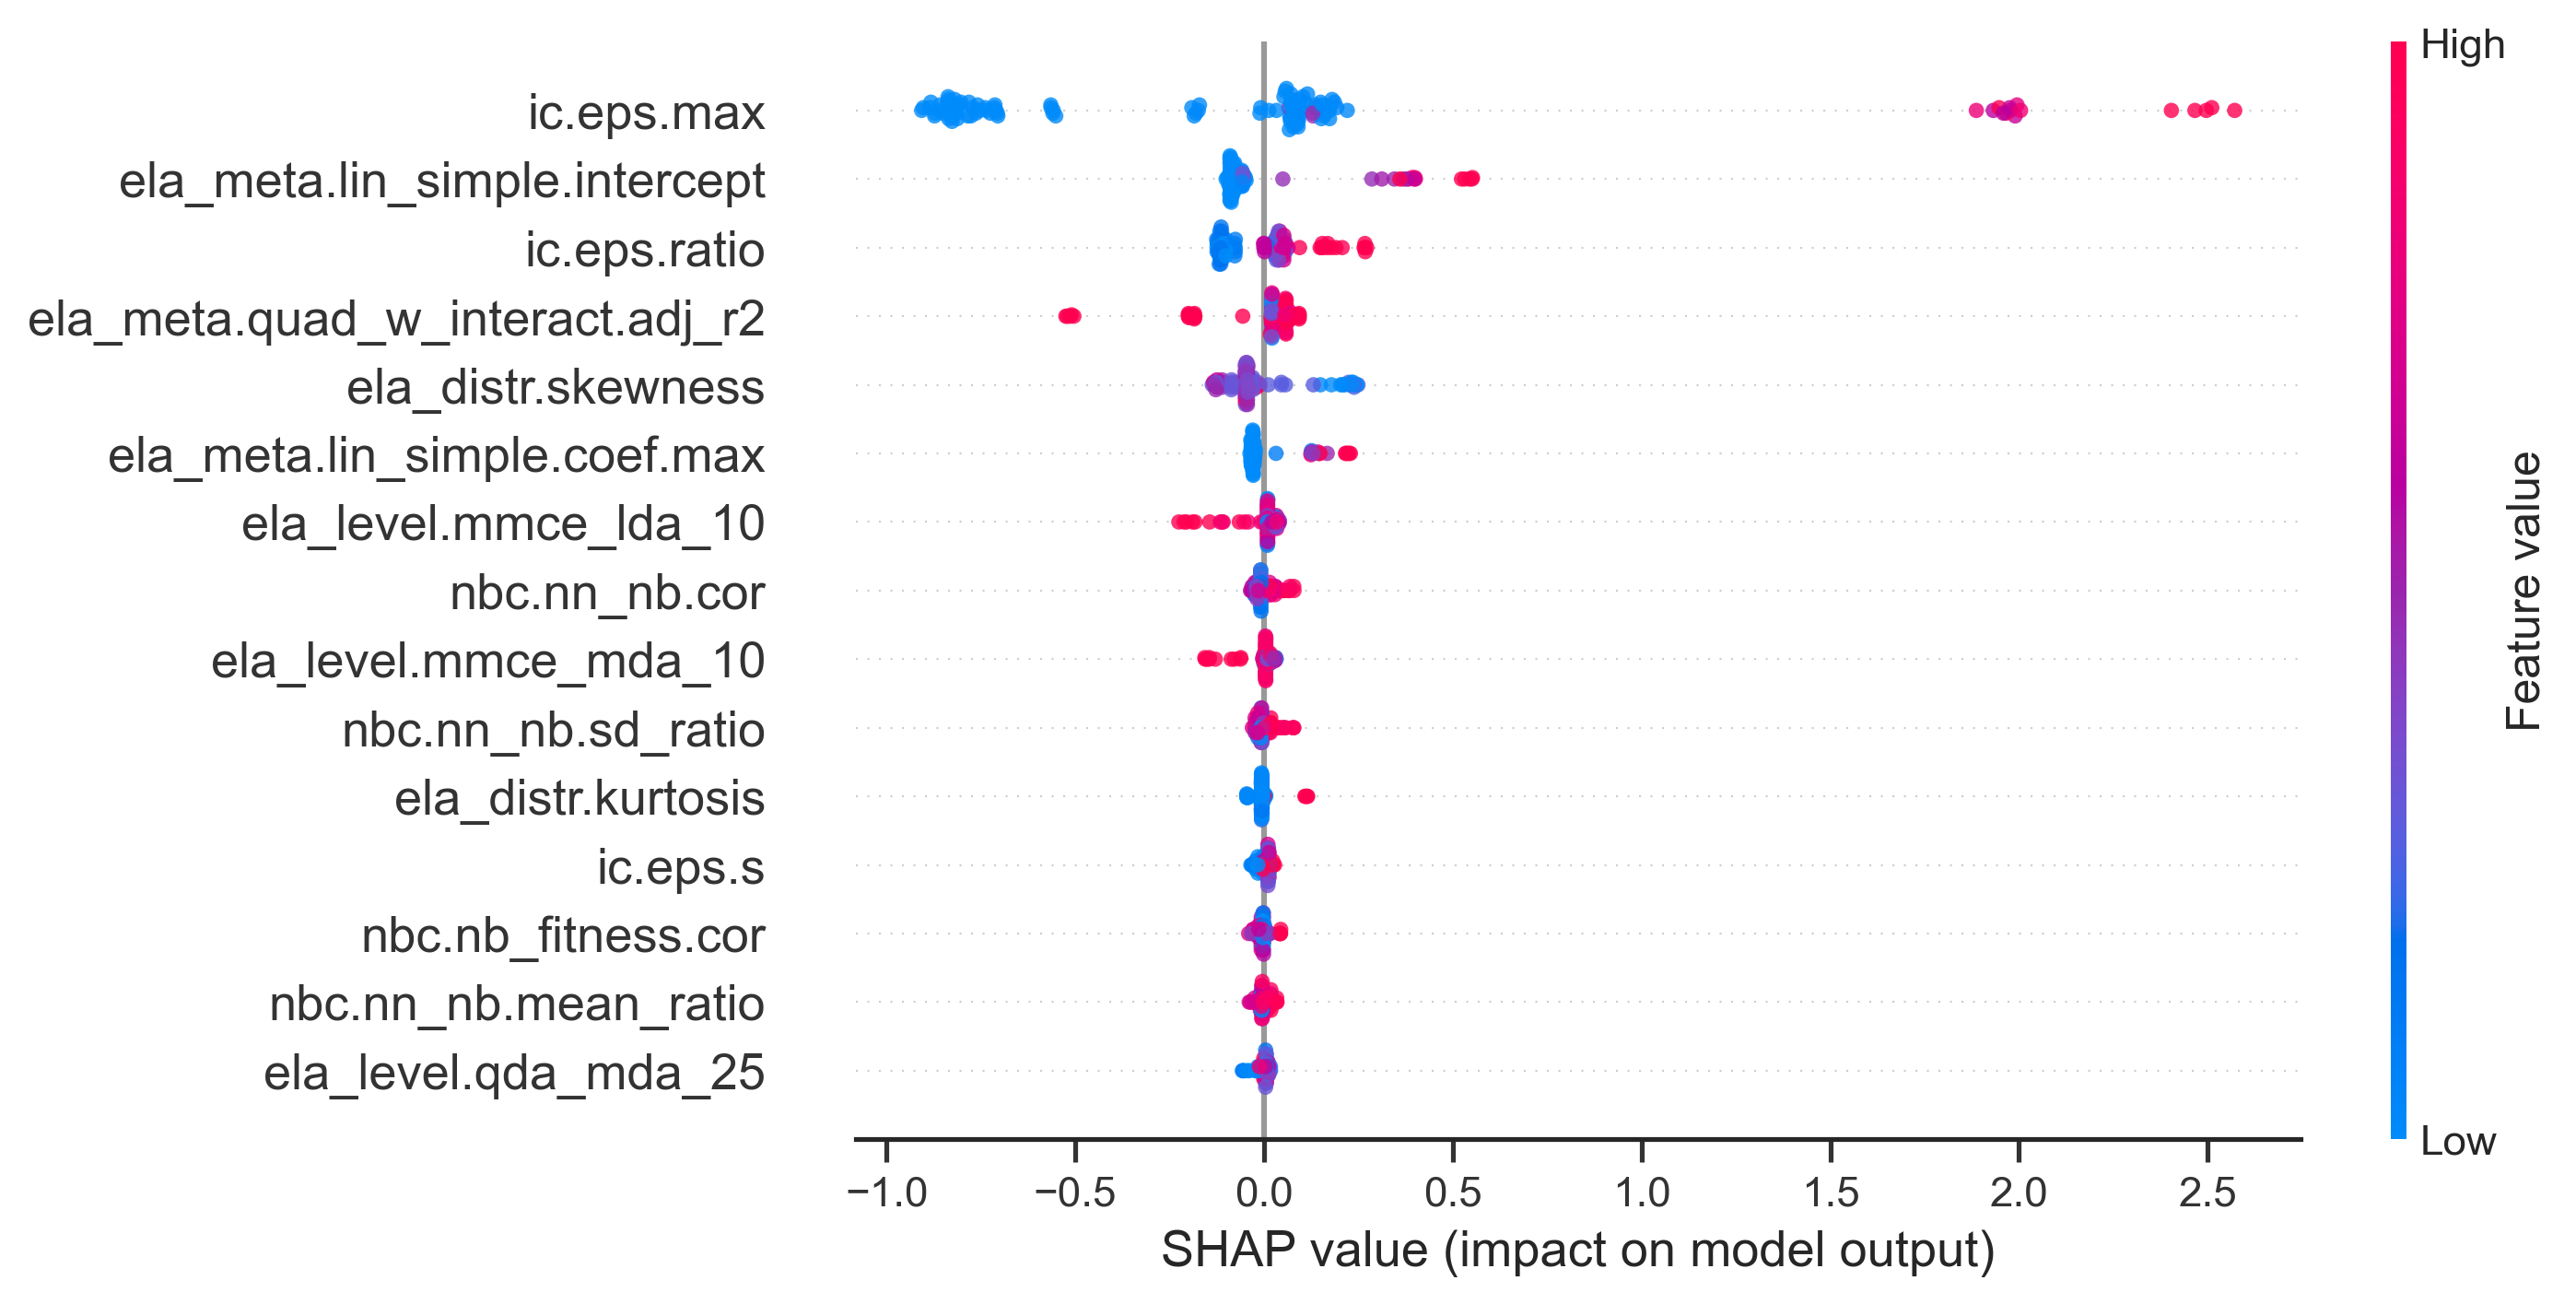 High
ic.eps.max
ela_meta.lin_simple.intercept
ic.eps.ratio
ela_meta.quad_w_interact.adj_r2
ela_distr.skewness
ela_meta.lin_simple.coef.max
ela_level.mmce_lda_10
nbc.nn_nb.cor
ela_level.mmce_mda_10
nbc.nn_nb.sd_ratio
ela_distr.kurtosis
ic.eps.s
nbc.nb_fitness.cor
nbc.nn_nb.mean_ratio
ela_level.qda_mda_25
Feature value
Low
−1.0 −0.5 0.0 0.5 1.0 1.5 2.0 2.5
SHAP value (impact on model output)